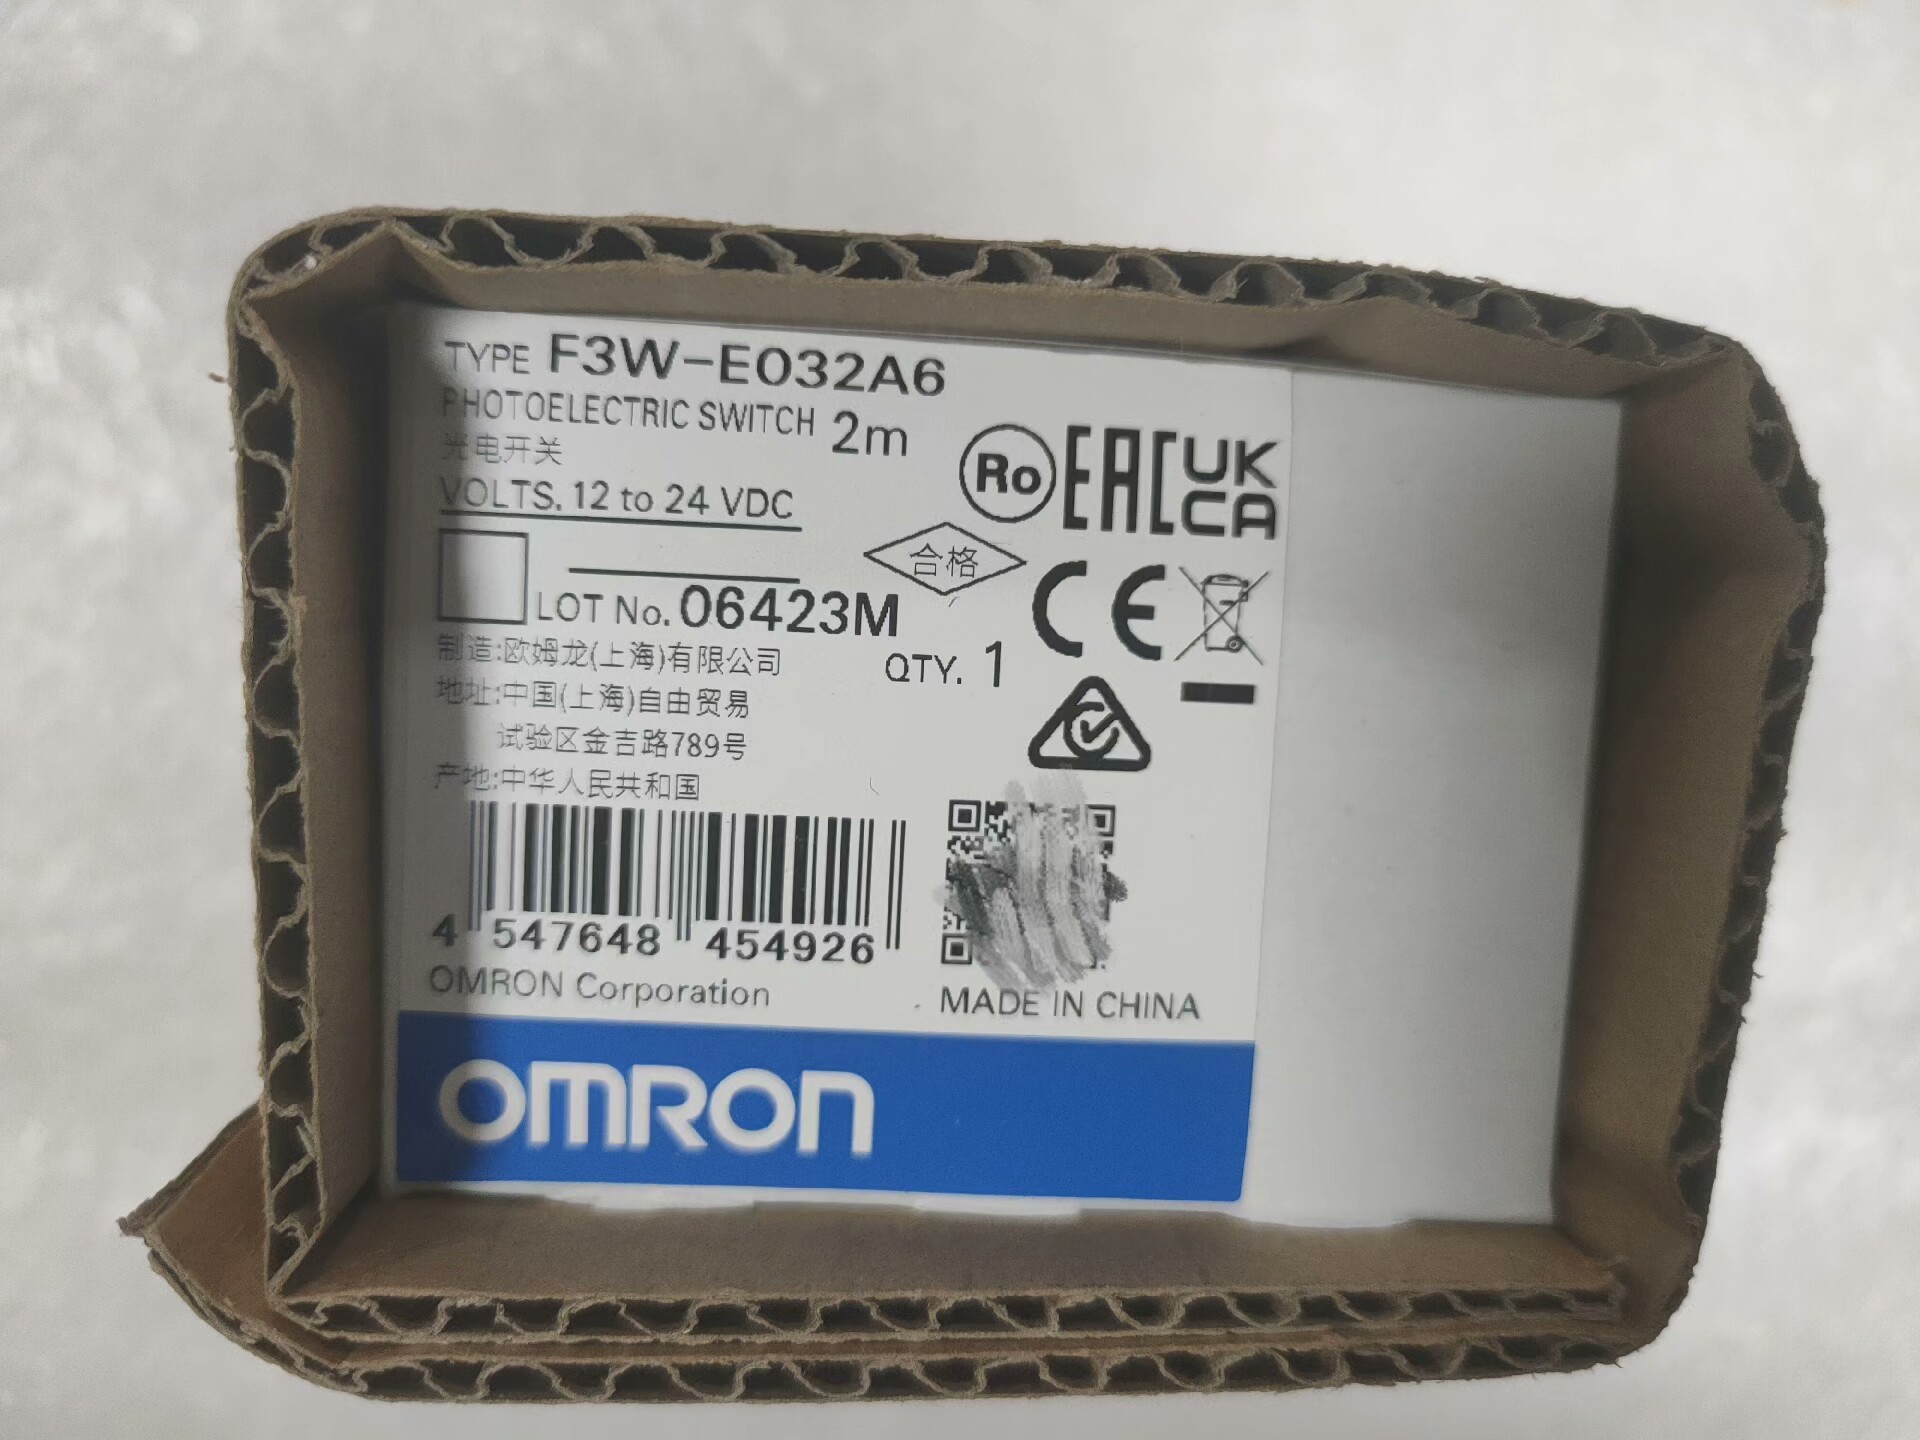 TYPE F3W-E032A6
PHOTOELECTRIC SWITCH 2m
光电开关
VOLTS. 12 to 24 VDC
Ro EAC UK CA
合格
CE
LOT No. 06423M
制造:欧姆龙(上海)有限公司
QTY. 1
地址:中国(上海)自由贸易
试验区金吉路789号
产地:中华人民共和国
4 547648 454926
OMRON Corporation
MADE IN CHINA
OMRON